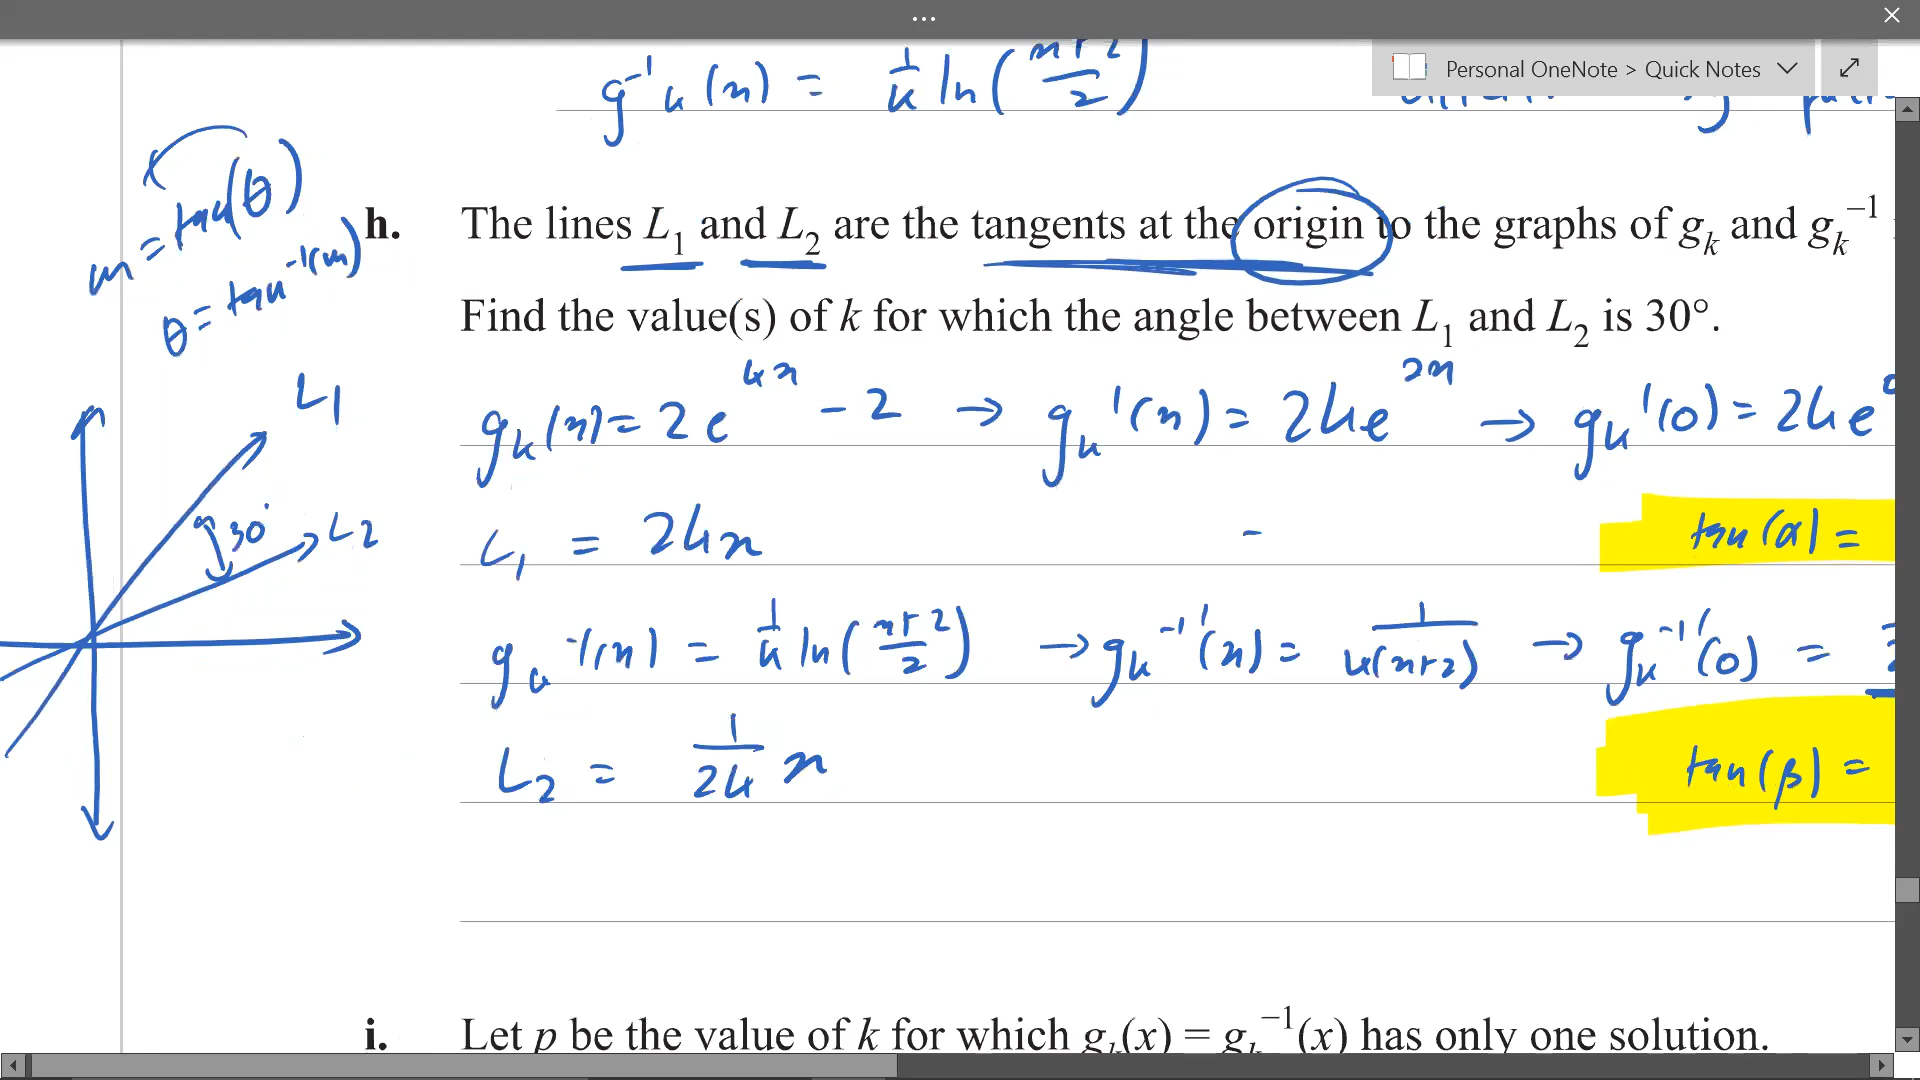 Personal OneNote > Quick Notes
g⁻¹ₖ(x) = 1/k ln(x+2/2)
m = tan(θ)
θ = tan⁻¹(m)
h. The lines L₁ and L₂ are the tangents at the origin to the graphs of gₖ and gₖ⁻¹
Find the value(s) of k for which the angle between L₁ and L₂ is 30°.
L1
30°
L2
gₖ(x) = 2e^kx - 2 → gₖ'(x) = 2ke^2x → gₖ'(0) = 2ke⁰
L₁ = 2kx
tan(α) =
gₖ⁻¹(x) = 1/k ln(x+2/2) → gₖ⁻¹'(x) = 1/k(x+2) → gₖ⁻¹'(0) =
L₂ = 1/2k x
tan(β) =
i. Let p be the value of k for which gₖ(x) = gₖ⁻¹(x) has only one solution.